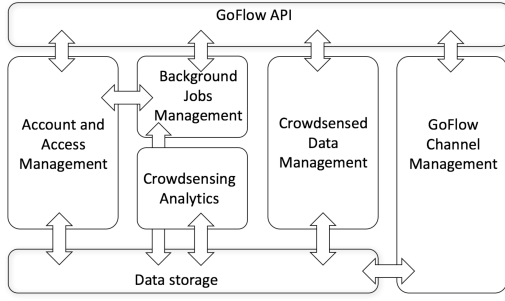 GoFlow API
Account and
Access
Management
Background
Jobs
Management
Crowdsensing
Analytics
Crowdsensed
Data
Management
GoFlow
Channel
Management
Data storage